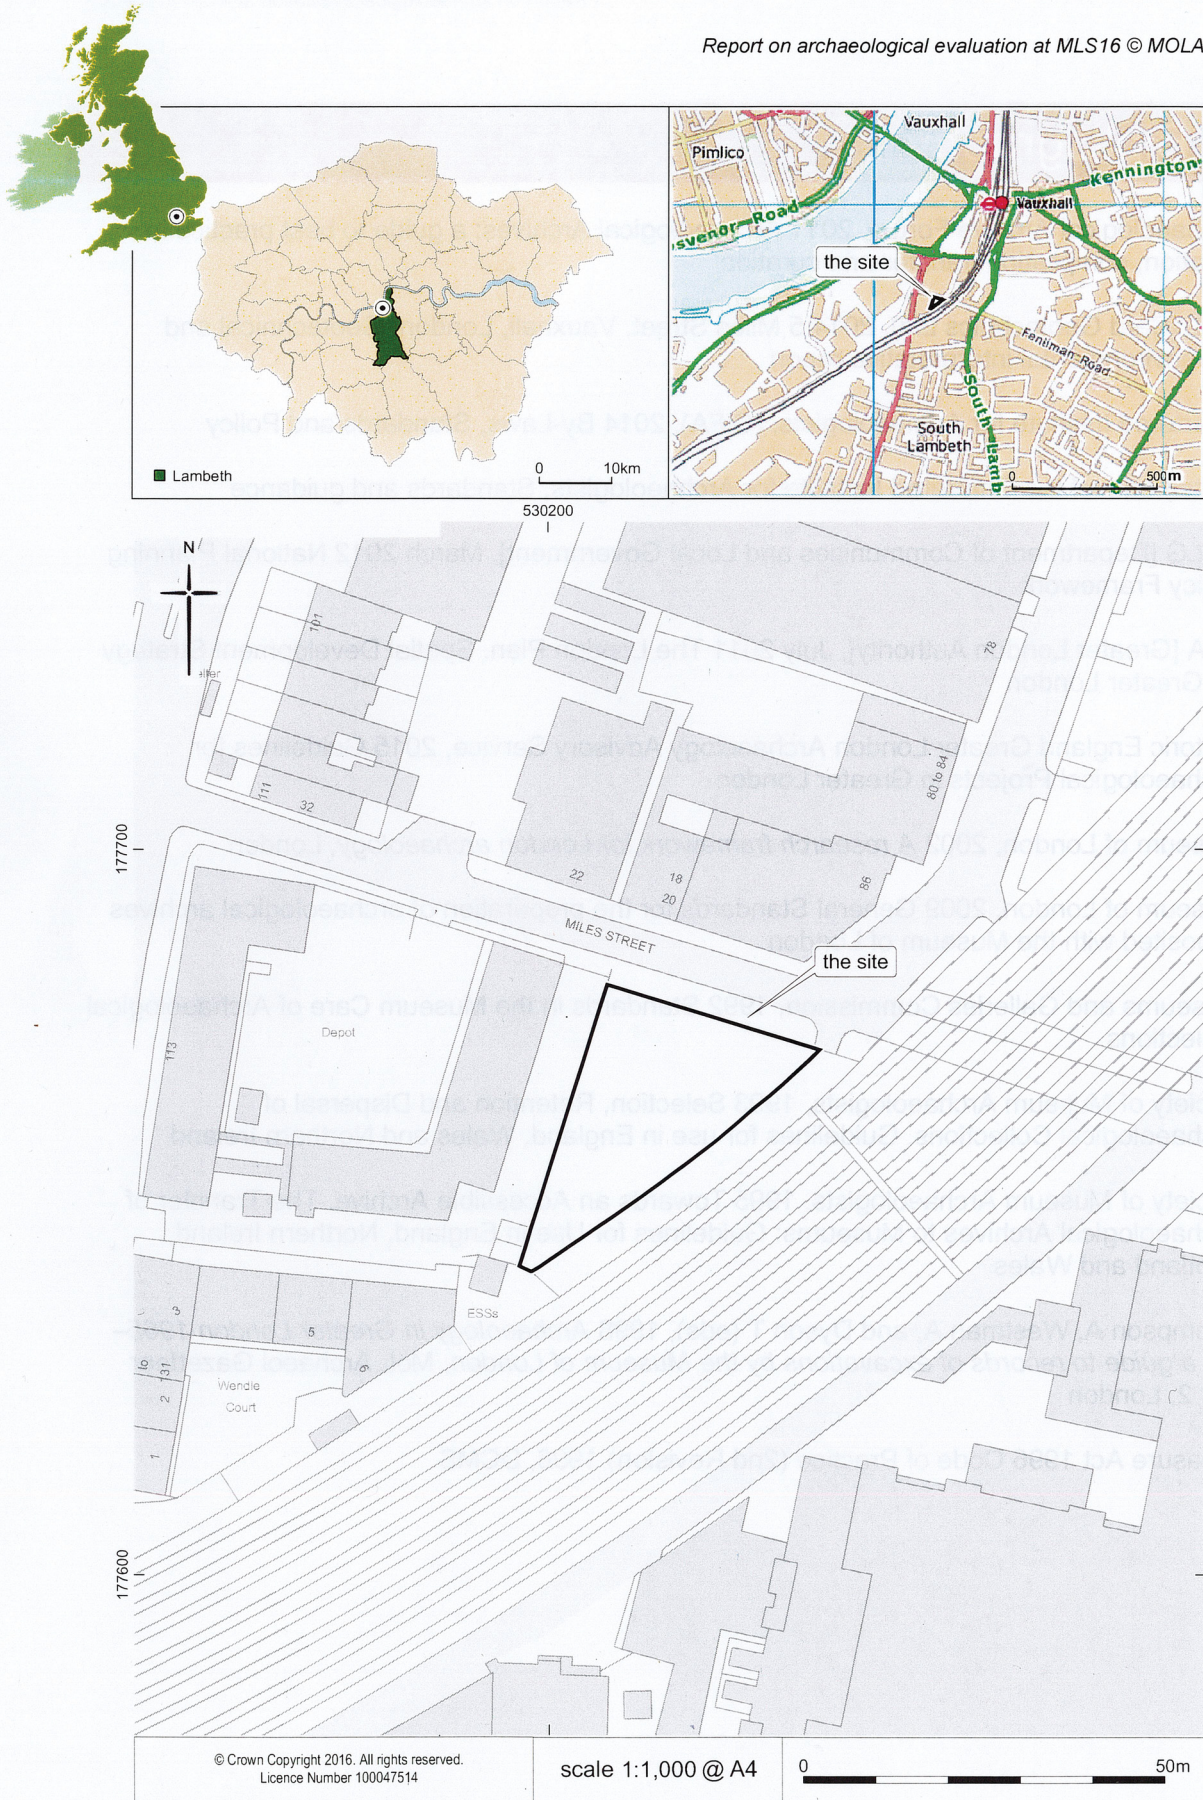 Report on archaeological evaluation at MLS16 © MOLA
Vauxhall
Pimlico
Kennington
Vauxhall
svenor Road
the site
Fentiman Road
South
Lambeth
South Lamb
Lambeth
0 10km
0 500m
530200
N
101
78
111
32
80 to 84
177700
22
18
20
86
MILES STREET
the site
Depot
113
ESSs
3
5
6
to
131
2
Wendle
Court
1
177600
© Crown Copyright 2016. All rights reserved.
Licence Number 100047514
scale 1:1,000 @ A4
0 50m